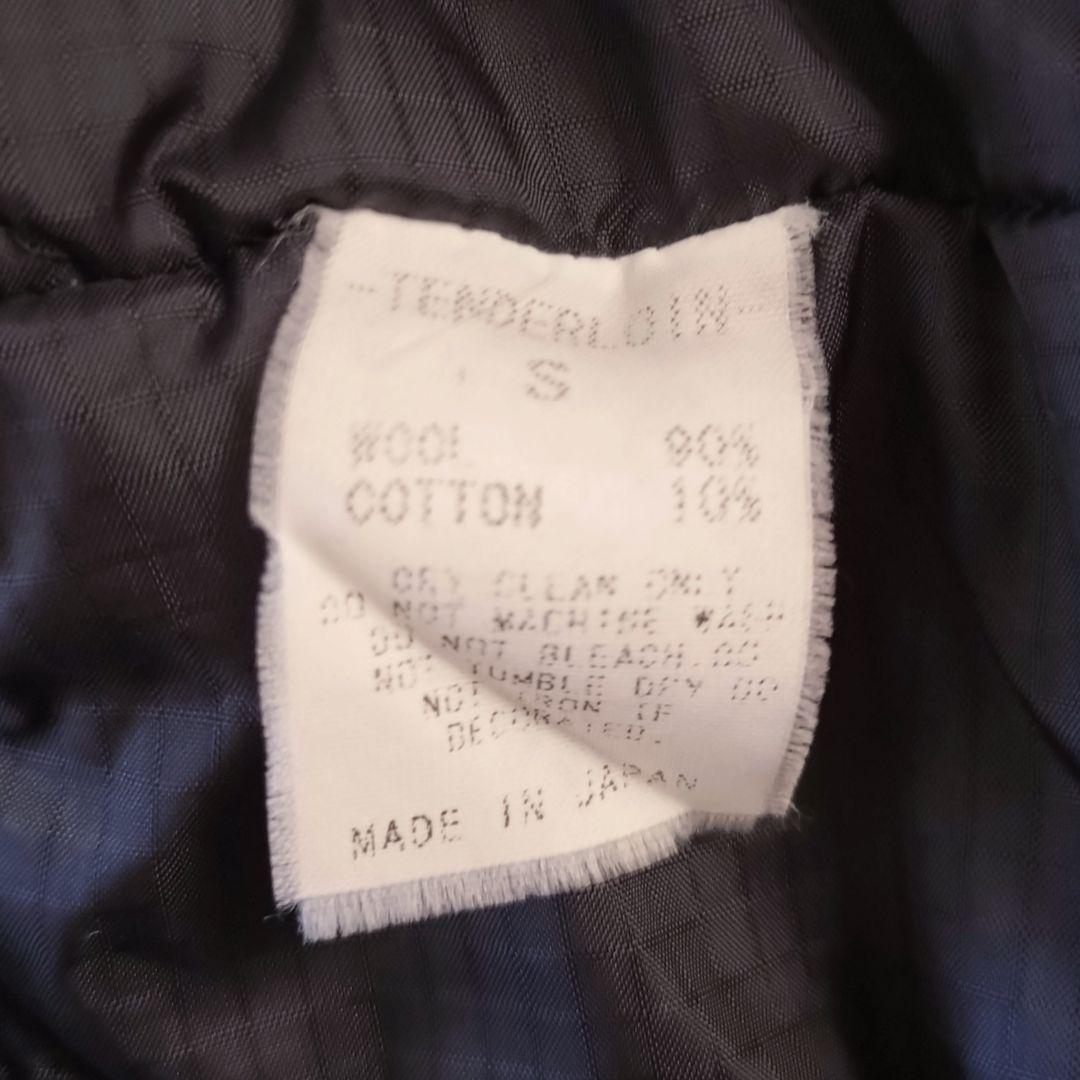 -TENDERLOIN-
S
WOOL 90%
COTTON 10%
DRY CLEAN ONLY
DO NOT MACHINE WASH
DO NOT BLEACH.DO
NOT TUMBLE DRY DO
NOT IRON IF
DECORATED.
MADE IN JAPAN